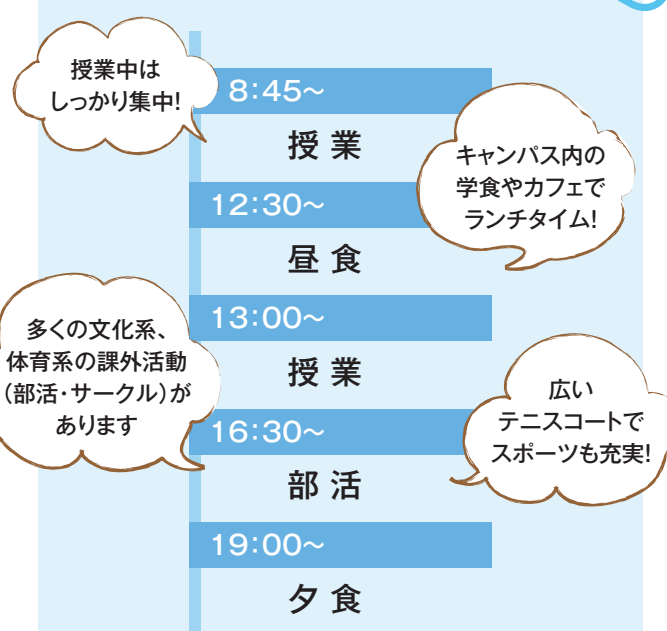 授業中は
しっかり集中!
8:45～
授業
キャンパス内の
学食やカフェで
ランチタイム!
12:30～
昼食
13:00～
多くの文化系、
体育系の課外活動
(部活・サークル)が
あります
授業
広い
テニスコートで
スポーツも充実!
16:30～
部活
19:00～
夕食